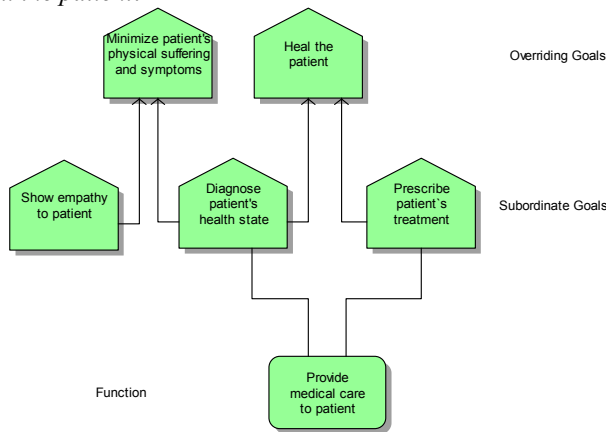 Minimize patient's
physical suffering
and symptoms
Heal the
patient
Overriding Goals
Show empathy
to patient
Diagnose
patient's
health state
Prescribe
patient`s
treatment
Subordinate Goals
Function
Provide
medical care
to patient